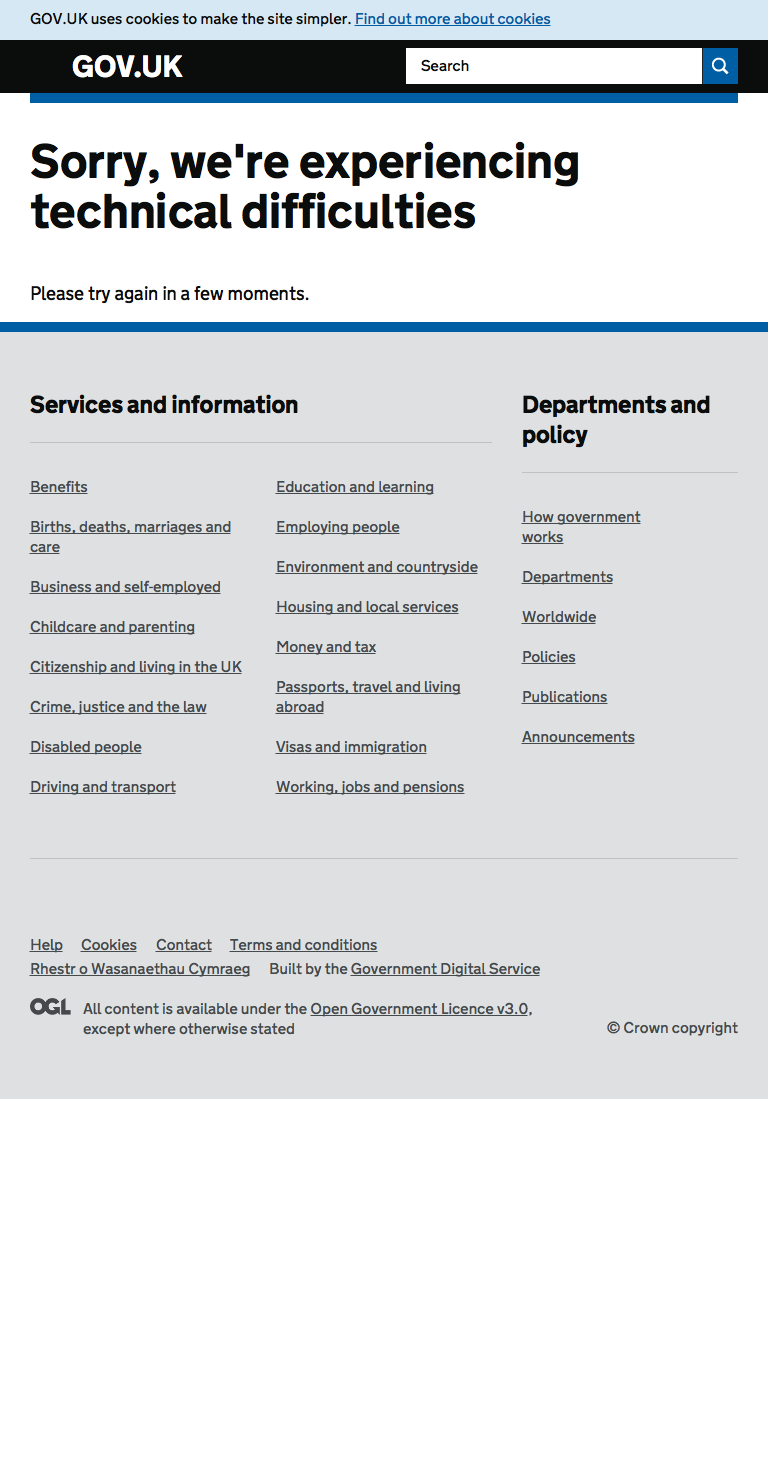 GOV.UK uses cookies to make the site simpler. Find out more about cookies
GOV.UK
Search
Sorry, we're experiencing
technical difficulties
Please try again in a few moments.
Services and information
Benefits
Births, deaths, marriages and
care
Business and self-employed
Childcare and parenting
Citizenship and living in the UK
Crime, justice and the law
Disabled people
Driving and transport
Education and learning
Employing people
Environment and countryside
Housing and local services
Money and tax
Passports, travel and living
abroad
Visas and immigration
Working, jobs and pensions
Departments and
policy
How government
works
Departments
Worldwide
Policies
Publications
Announcements
Help Cookies Contact Terms and conditions
Rhestr o Wasanaethau Cymraeg Built by the Government Digital Service
OGL
All content is available under the Open Government Licence v3.0,
except where otherwise stated
© Crown copyright